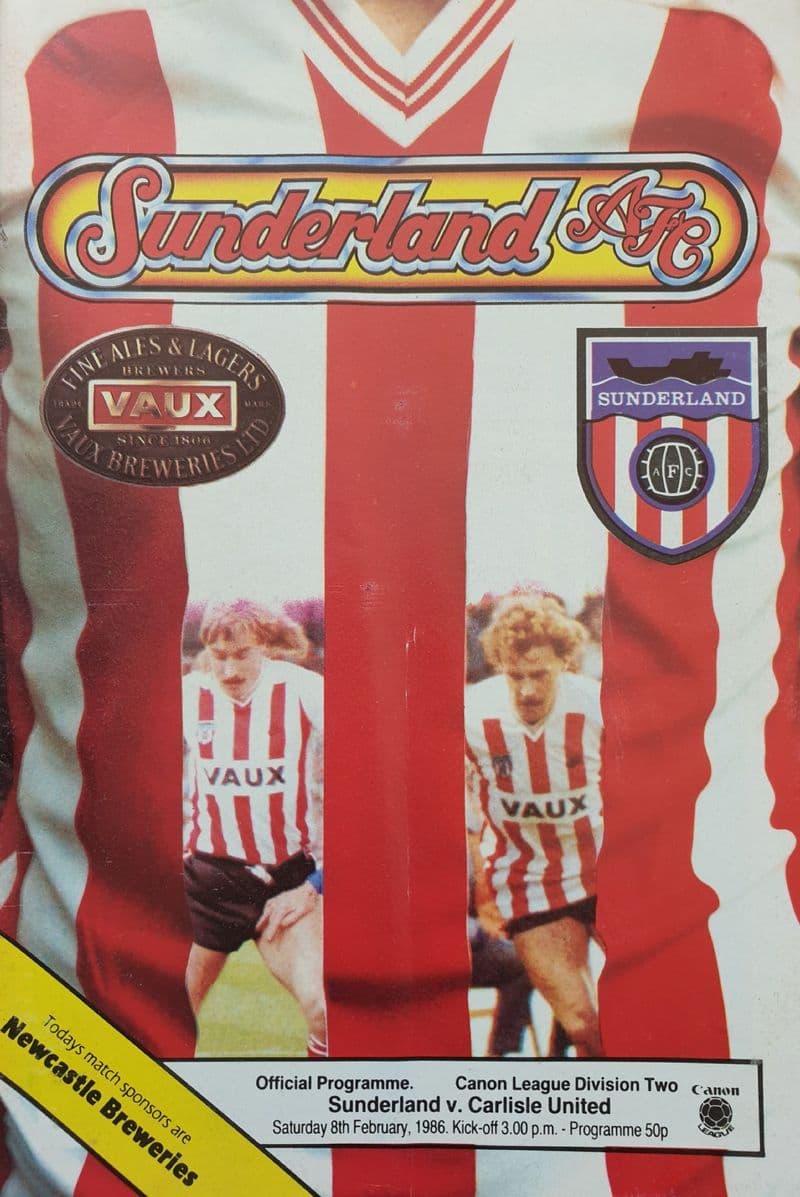 Sunderland AFC
FINE ALES & LAGERS
BREWERS
TRADE VAUX MARK
SINCE 1806
VAUX BREWERIES LTD.
SUNDERLAND
AFC
VAUX
VAUX
Todays match sponsors are
Newcastle Breweries
Official Programme. Canon League Division Two
Sunderland v. Carlisle United
Saturday 8th February, 1986. Kick-off 3.00 p.m. - Programme 50p
Canon
LEAGUE